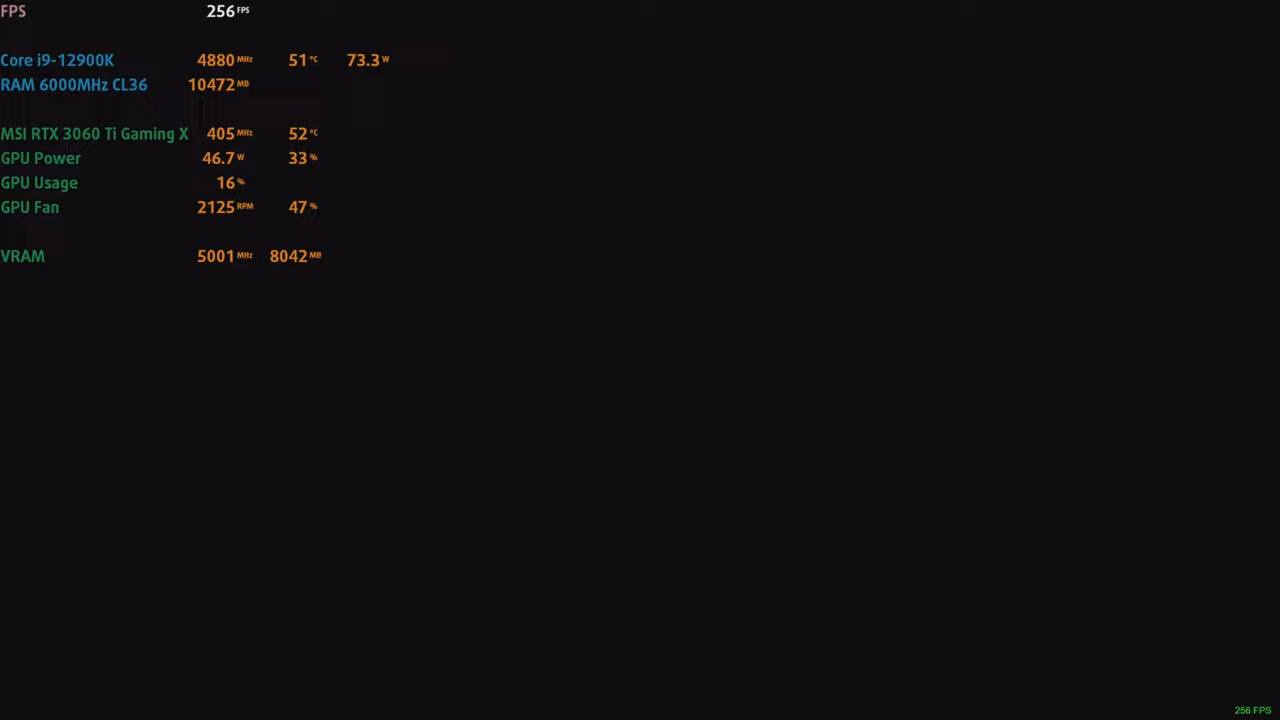 FPS 256 FPS
Core i9-12900K 4880 MHz 51 °C 73.3 W
RAM 6000MHz CL36 10472 MB
MSI RTX 3060 Ti Gaming X 405 MHz 52 °C
GPU Power 46.7 W 33 %
GPU Usage 16 %
GPU Fan 2125 RPM 47 %
VRAM 5001 MHz 8042 MB
256 FPS